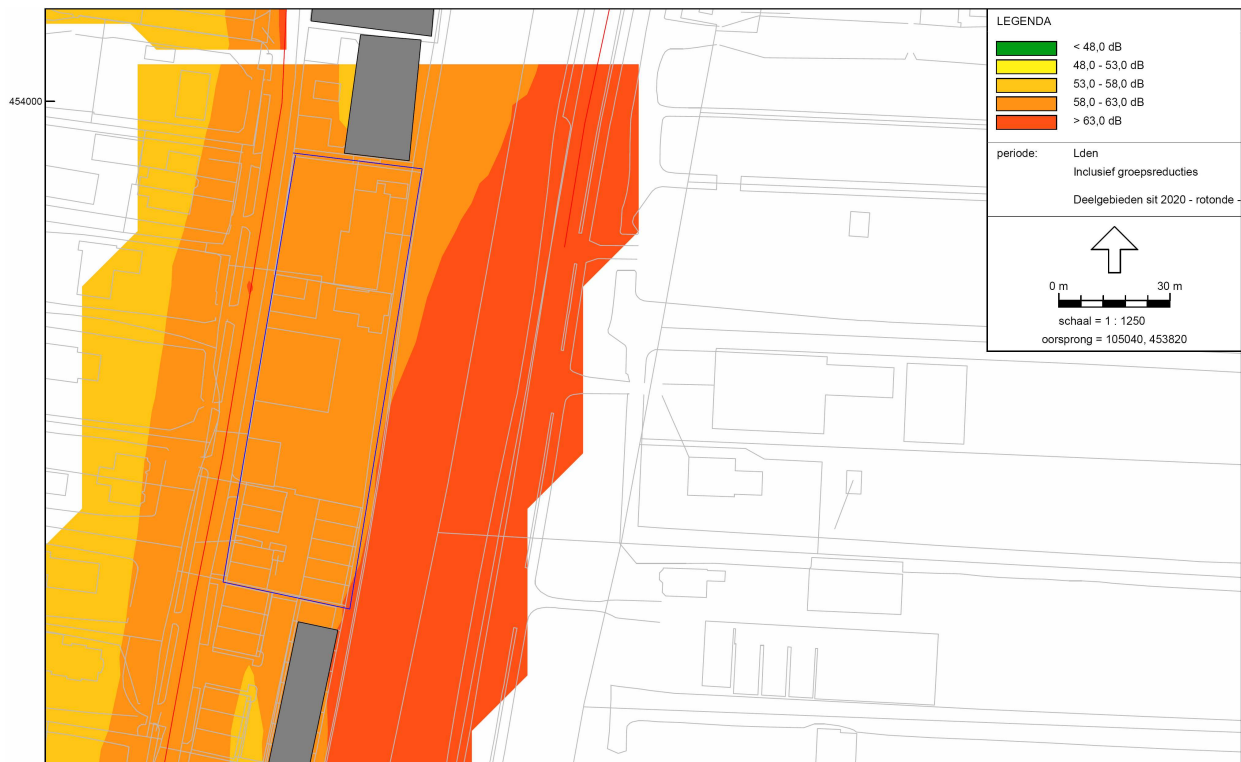 454000
LEGENDA
< 48,0 dB
48,0 - 53,0 dB
53,0 - 58,0 dB
58,0 - 63,0 dB
> 63,0 dB
periode: Lden
Inclusief groepsreducties
Deelgebieden sit 2020 - rotonde -
0 m 30 m
schaal = 1 : 1250
oorsprong = 105040, 453820